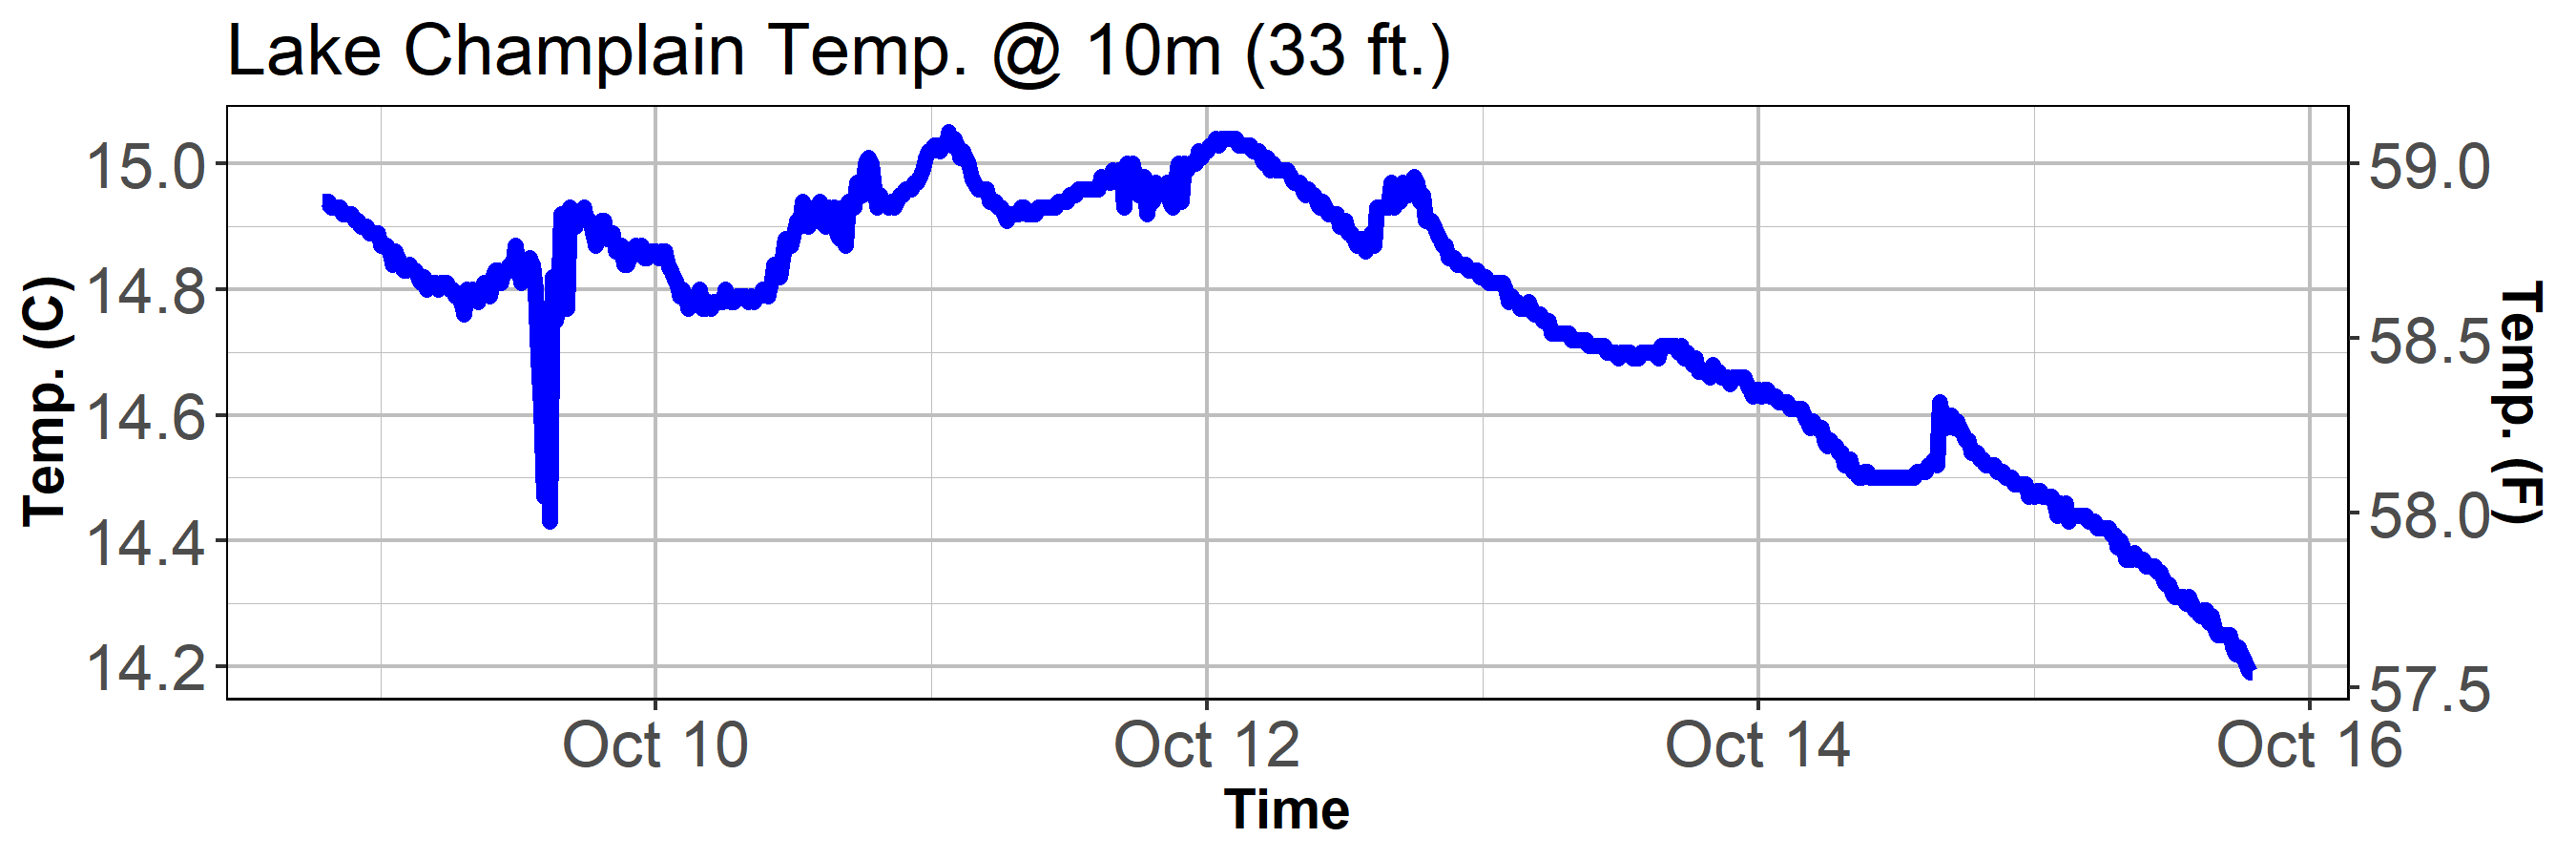 Lake Champlain Temp. @ 10m (33 ft.)
Temp. (C)
15.0
14.8
14.6
14.4
14.2
59.0
58.5
58.0
57.5
Temp. (F)
Oct 10
Oct 12
Oct 14
Oct 16
Time